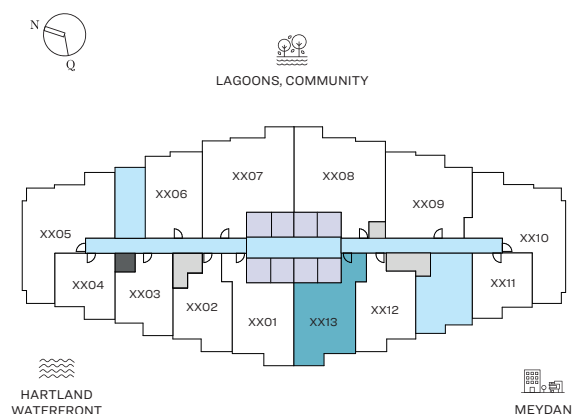 N
Q
LAGOONS, COMMUNITY
XX07
XX08
XX06
XX09
XX05
XX10
XX04
XX03
XX02
XX01
XX13
XX12
XX11
HARTLAND
WATERFRONT
MEYDAN